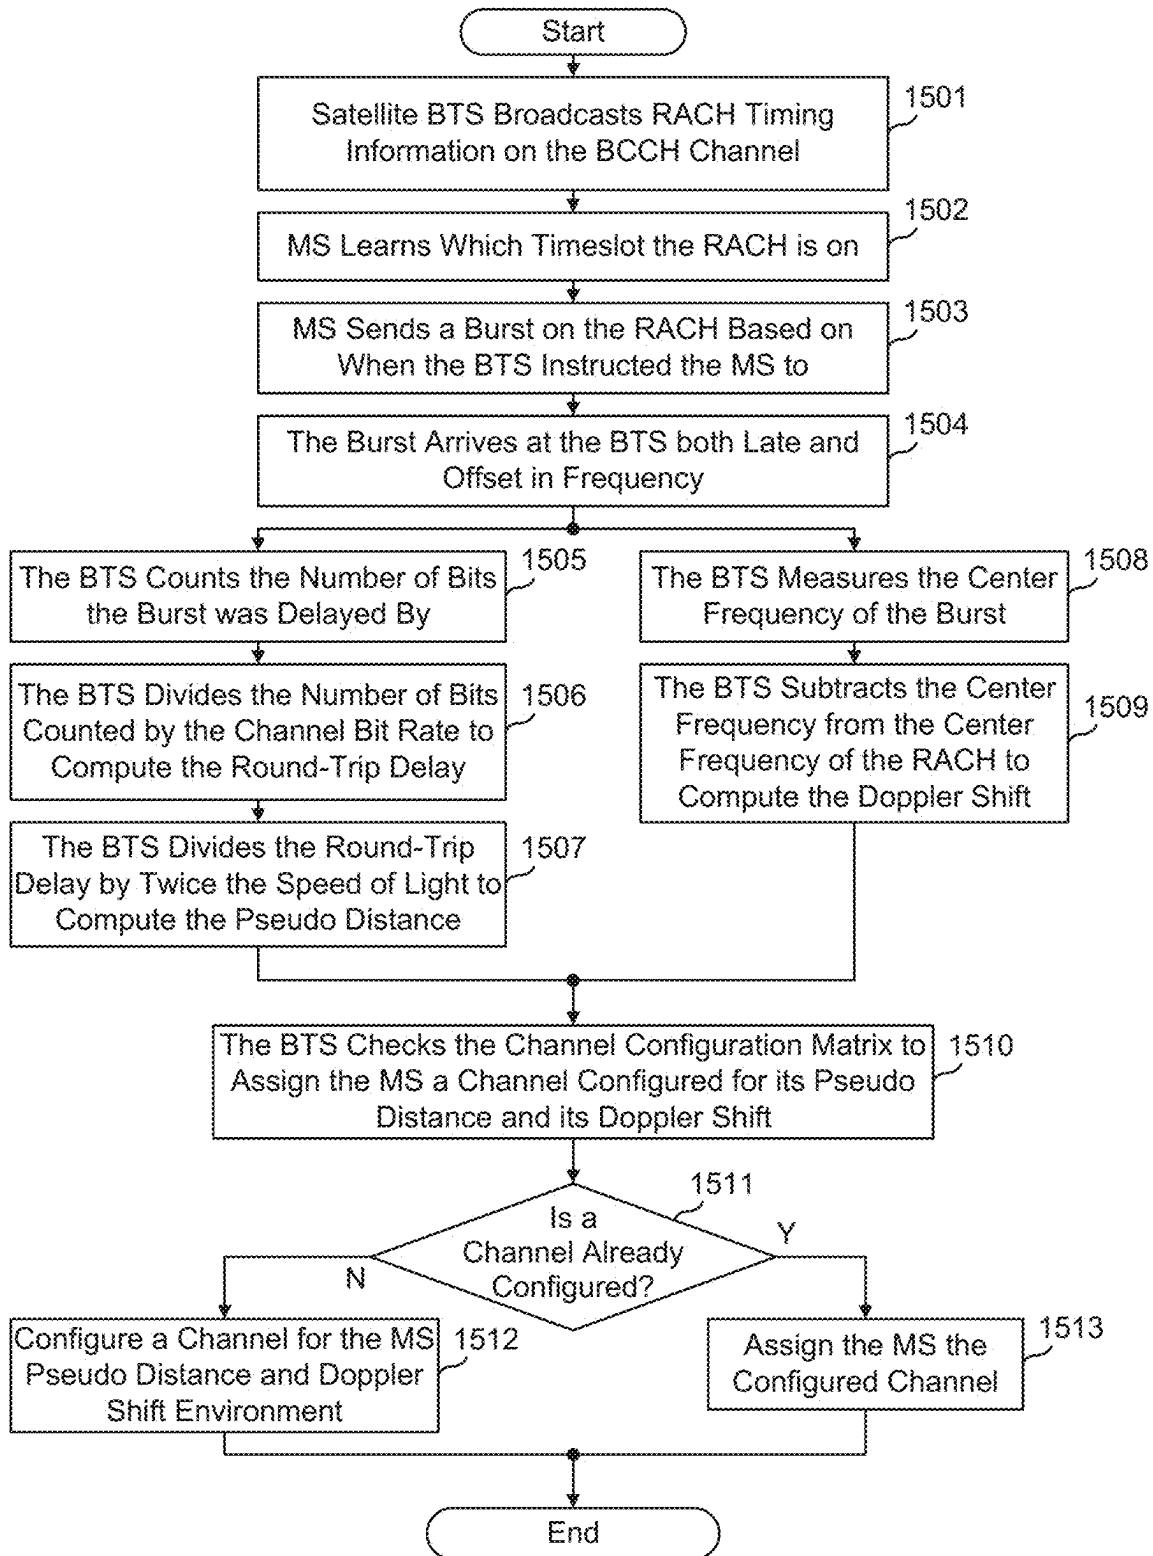 Start
Satellite BTS Broadcasts RACH Timing
Information on the BCCH Channel
1501
MS Learns Which Timeslot the RACH is on
1502
MS Sends a Burst on the RACH Based on
When the BTS Instructed the MS to
1503
The Burst Arrives at the BTS both Late and
Offset in Frequency
1504
The BTS Counts the Number of Bits
the Burst was Delayed By
1505
The BTS Divides the Number of Bits
Counted by the Channel Bit Rate to
Compute the Round-Trip Delay
1506
The BTS Divides the Round-Trip
Delay by Twice the Speed of Light to
Compute the Pseudo Distance
1507
The BTS Measures the Center
Frequency of the Burst
1508
The BTS Subtracts the Center
Frequency from the Center
Frequency of the RACH to
Compute the Doppler Shift
1509
The BTS Checks the Channel Configuration Matrix to
Assign the MS a Channel Configured for its Pseudo
Distance and its Doppler Shift
1510
Is a
Channel Already
Configured?
1511
N
Y
Configure a Channel for the MS
Pseudo Distance and Doppler
Shift Environment
1512
Assign the MS the
Configured Channel
1513
End